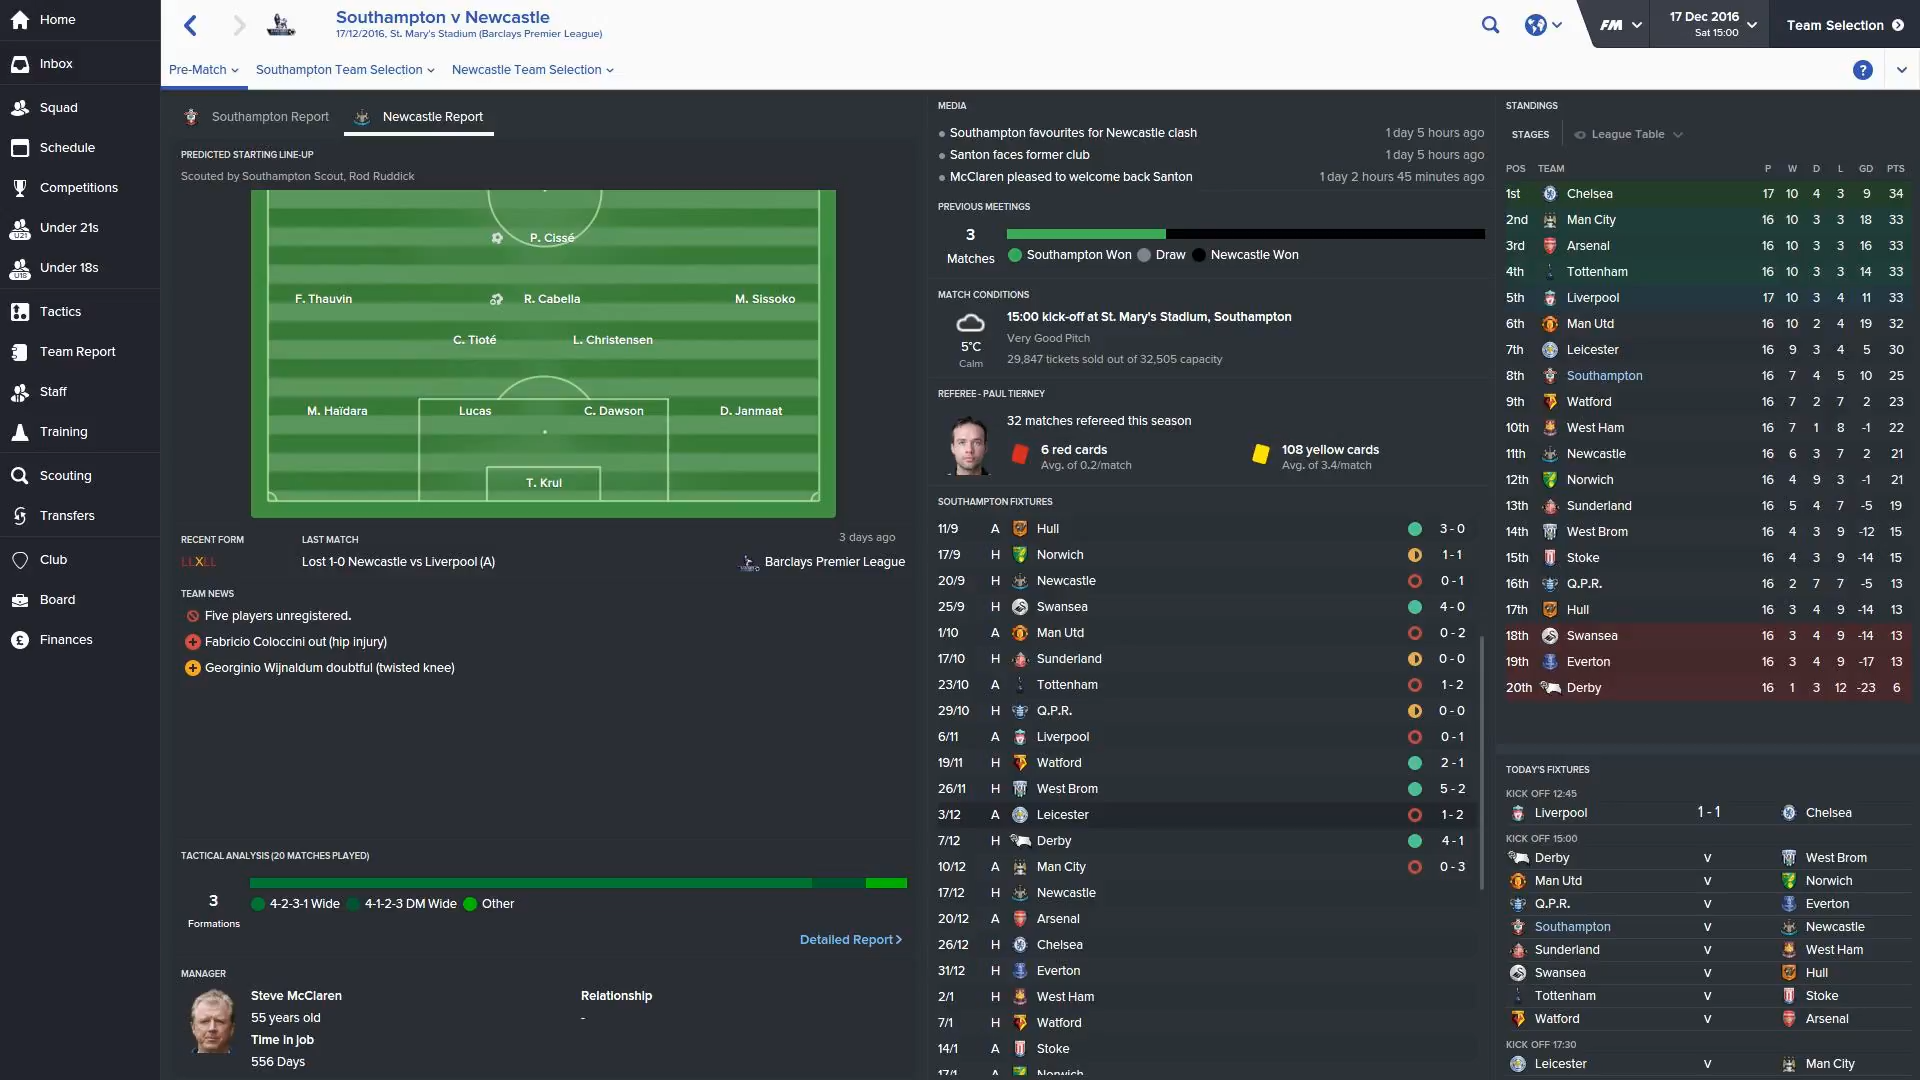 Home
Inbox
Squad
Schedule
Competitions
Under 21s
Under 18s
Tactics
Team Report
Staff
Training
Scouting
Transfers
Club
Board
Finances
Southampton v Newcastle
17/12/2016, St. Mary's Stadium (Barclays Premier League)
FM
17 Dec 2016
Sat 15:00
Team Selection
Pre-Match
Southampton Team Selection
Newcastle Team Selection
Southampton Report
Newcastle Report
PREDICTED STARTING LINE-UP
Scouted by Southampton Scout, Rod Ruddick
P. Cissé
F. Thauvin R. Cabella M. Sissoko
C. Tioté L. Christensen
M. Haïdara Lucas C. Dawson D. Janmaat
T. Krul
RECENT FORM LAST MATCH 3 days ago
LLXLL Lost 1-0 Newcastle vs Liverpool (A) Barclays Premier League
TEAM NEWS
Five players unregistered.
Fabricio Coloccini out (hip injury)
Georginio Wijnaldum doubtful (twisted knee)
TACTICAL ANALYSIS (20 MATCHES PLAYED)
3
Formations
4-2-3-1 Wide 4-1-2-3 DM Wide Other
Detailed Report
MANAGER
Steve McClaren
55 years old
Time in job
556 Days
Relationship
-
MEDIA
Southampton favourites for Newcastle clash 1 day 5 hours ago
Santon faces former club 1 day 5 hours ago
McClaren pleased to welcome back Santon 1 day 2 hours 45 minutes ago
PREVIOUS MEETINGS
3
Matches
Southampton Won Draw Newcastle Won
MATCH CONDITIONS
5°C
Calm
15:00 kick-off at St. Mary's Stadium, Southampton
Very Good Pitch
29,847 tickets sold out of 32,505 capacity
REFEREE - PAUL TIERNEY
32 matches refereed this season
6 red cards
Avg. of 0.2/match
108 yellow cards
Avg. of 3.4/match
SOUTHAMPTON FIXTURES
11/9 A Hull 3 - 0
17/9 H Norwich 1 - 1
20/9 H Newcastle 0 - 1
25/9 H Swansea 4 - 0
1/10 A Man Utd 0 - 2
17/10 H Sunderland 0 - 0
23/10 A Tottenham 1 - 2
29/10 H Q.P.R. 0 - 0
6/11 A Liverpool 0 - 1
19/11 H Watford 2 - 1
26/11 H West Brom 5 - 2
3/12 A Leicester 1 - 2
7/12 H Derby 4 - 1
10/12 A Man City 0 - 3
17/12 H Newcastle
20/12 A Arsenal
26/12 H Chelsea
31/12 H Everton
2/1 H West Ham
7/1 H Watford
14/1 A Stoke
17/1 A Norwich
STANDINGS
STAGES League Table
POS TEAM P W D L GD PTS
1st Chelsea 17 10 4 3 9 34
2nd Man City 16 10 3 3 18 33
3rd Arsenal 16 10 3 3 16 33
4th Tottenham 16 10 3 3 14 33
5th Liverpool 17 10 3 4 11 33
6th Man Utd 16 10 2 4 19 32
7th Leicester 16 9 3 4 5 30
8th Southampton 16 7 4 5 10 25
9th Watford 16 7 2 7 2 23
10th West Ham 16 7 1 8 -1 22
11th Newcastle 16 6 3 7 2 21
12th Norwich 16 4 9 3 -1 21
13th Sunderland 16 5 4 7 -5 19
14th West Brom 16 4 3 9 -12 15
15th Stoke 16 4 3 9 -14 15
16th Q.P.R. 16 2 7 7 -5 13
17th Hull 16 3 4 9 -14 13
18th Swansea 16 3 4 9 -14 13
19th Everton 16 3 4 9 -17 13
20th Derby 16 1 3 12 -23 6
TODAY'S FIXTURES
KICK OFF 12:45
Liverpool 1 - 1 Chelsea
KICK OFF 15:00
Derby v West Brom
Man Utd v Norwich
Q.P.R. v Everton
Southampton v Newcastle
Sunderland v West Ham
Swansea v Hull
Tottenham v Stoke
Watford v Arsenal
KICK OFF 17:30
Leicester v Man City